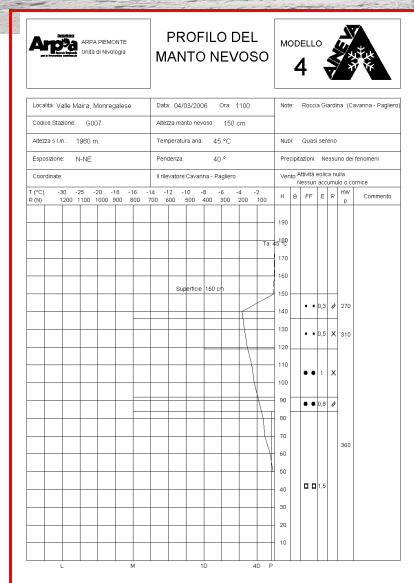 Arpa
ARPA PIEMONTE
Unità di Nivologia
PROFILO DEL
MANTO NEVOSO
MODELLO
4
AINEVA
Località: Valle Maira, Monregalese
Data: 04/03/2006 Ora: 1100
Note: Roccia Giardina (Cavanna - Pagliero)
Codice Stazione: G007
Altezza manto nevoso: 150 cm
Altezza s.l.m.: 1960 m.
Temperatura aria: 45 °C
Nubi: Quasi sereno
Esposizione: N-NE
Pendenza: 40 °
Precipitazioni: Nessuno dei fenomeni
Coordinate:
Il rilevatore: Cavanna - Pagliero
Vento: Attività eolica nulla
Nessun accumulo o cornice
T (°C) -30 -25 -20 -18 -16 -14 -12 -10 -8 -6 -4 -2 H θ FF E R HW Commento
R (N) 1200 1100 1000 900 800 700 600 500 400 300 200 100 ρ
190
180
Ta 45 °C
170
160
Superficie 150 cm
150
0,3 270
140
130
0,5 X 310
120
110
1 X
100
90
0,8
80
70
360
60
50
40
1,5
30
20
10
L M 1D 4D P